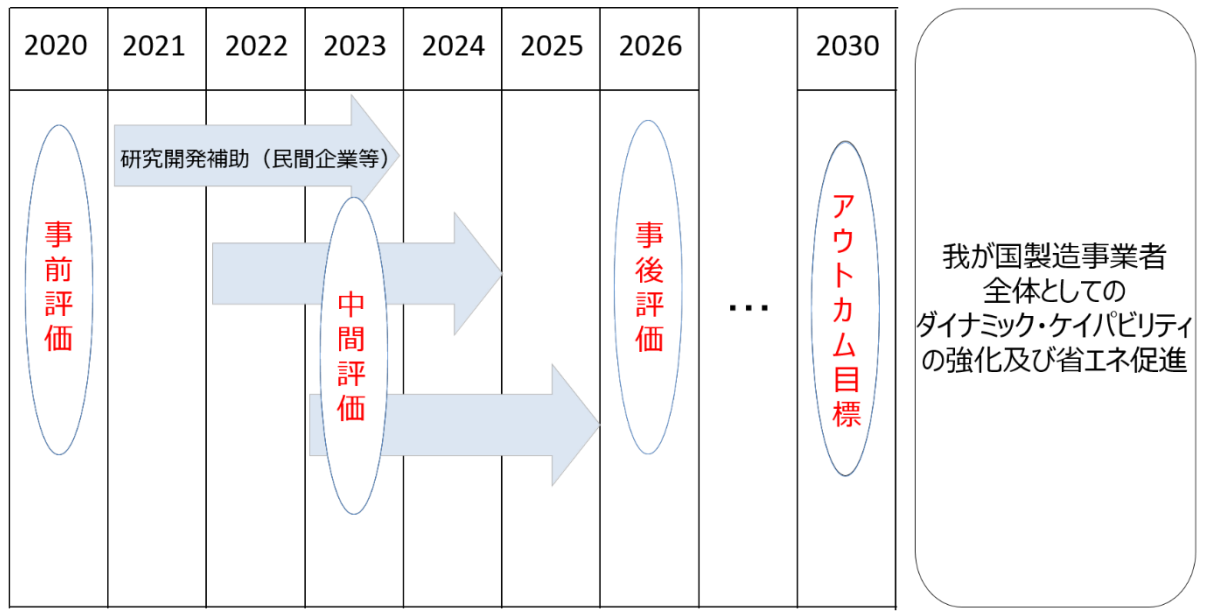 2020 2021 2022 2023 2024 2025 2026 2030
研究開発補助（民間企業等）
事前評価
中間評価
事後評価
…
アウトカム目標
我が国製造事業者
全体としての
ダイナミック・ケイパビリティ
の強化及び省エネ促進